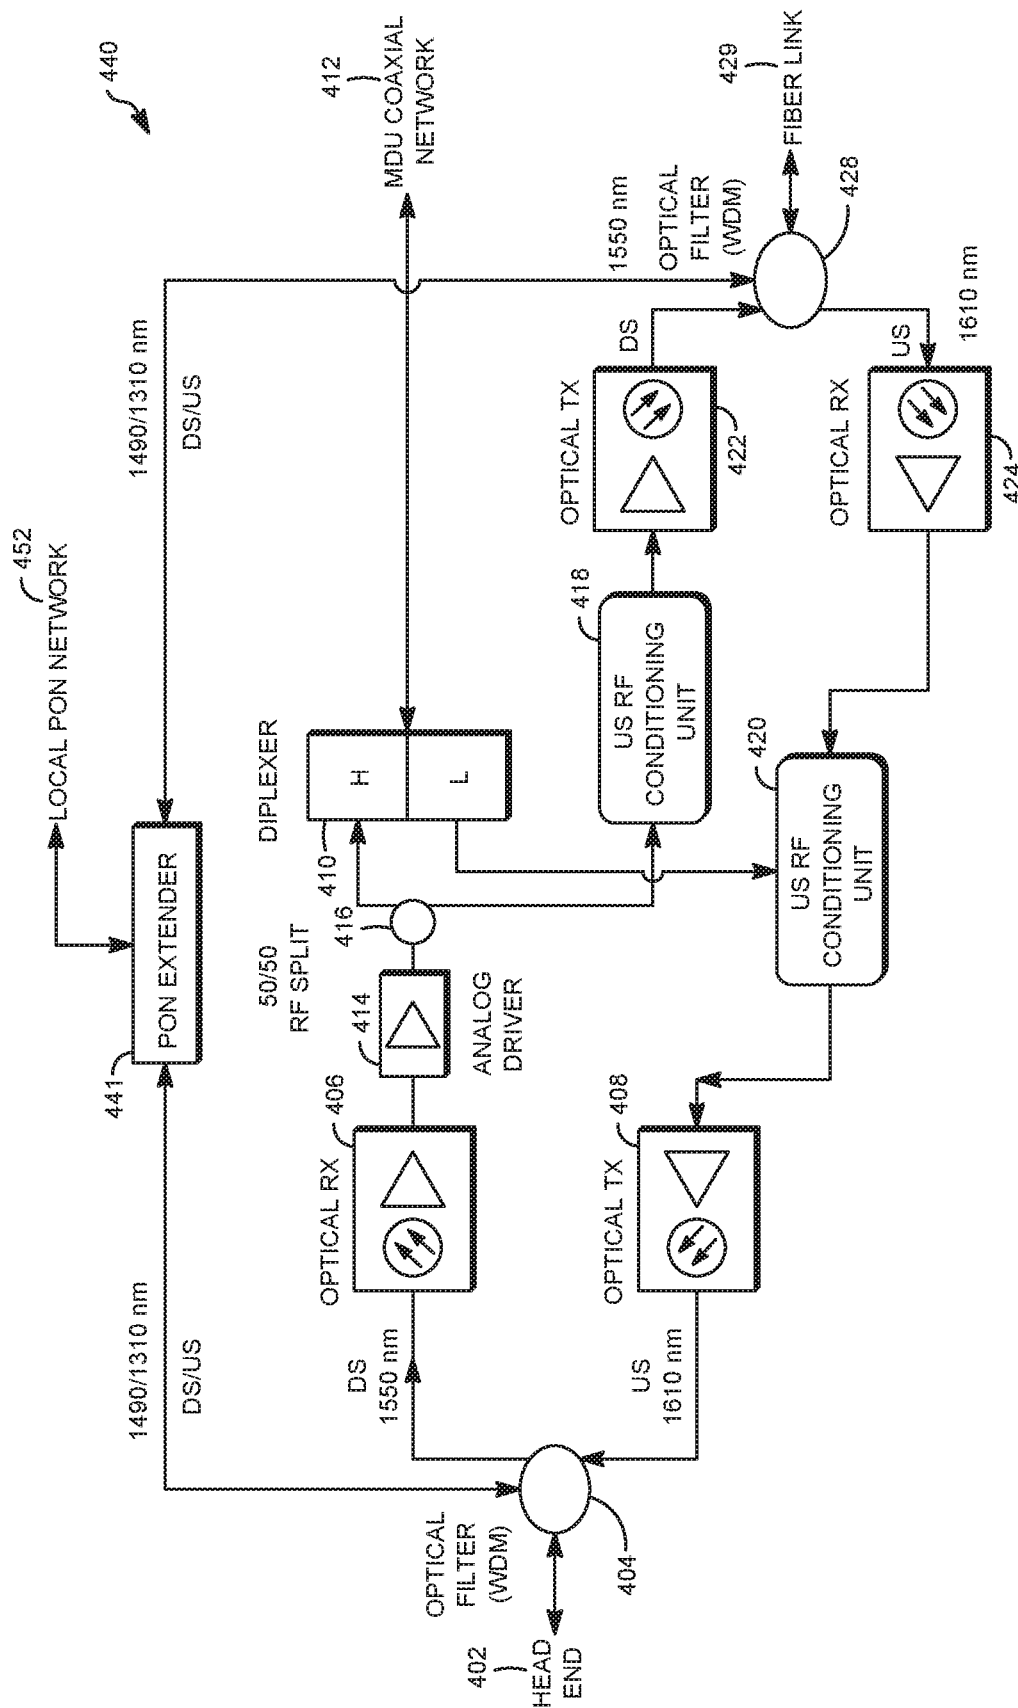 440
452
LOCAL PON NETWORK
1490/1310 nm
DS/US
441
PON EXTENDER
1490/1310 nm
DS/US
412
MDU COAXIAL
NETWORK
DIPLEXER
H
L
410
50/50
RF SPLIT
416
414
ANALOG
DRIVER
OPTICAL RX
406
DS
1550 nm
OPTICAL
FILTER
(WDM)
402
HEAD
END
404
US
1610 nm
OPTICAL TX
408
US RF
CONDITIONING
UNIT
418
US RF
CONDITIONING
UNIT
420
OPTICAL TX
422
DS
1550 nm
OPTICAL
FILTER
(WDM)
429
FIBER LINK
428
US
1610 nm
OPTICAL RX
424